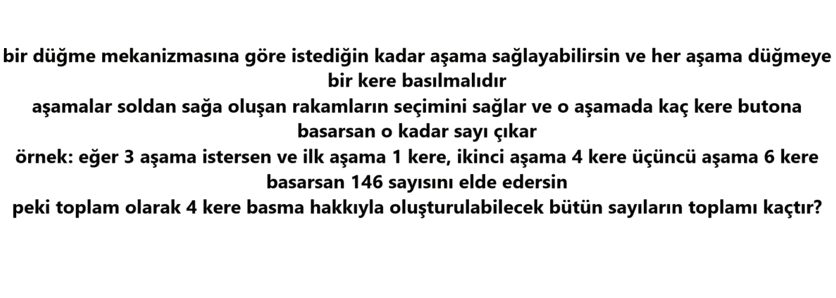 bir düğme mekanizmasına göre istediğin kadar aşama sağlayabilirsin ve her aşama düğmeye
bir kere basılmalıdır
aşamalar soldan sağa oluşan rakamların seçimini sağlar ve o aşamada kaç kere butona
basarsan o kadar sayı çıkar
örnek: eğer 3 aşama istersen ve ilk aşama 1 kere, ikinci aşama 4 kere üçüncü aşama 6 kere
basarsan 146 sayısını elde edersin
peki toplam olarak 4 kere basma hakkıyla oluşturulabilecek bütün sayıların toplamı kaçtır?